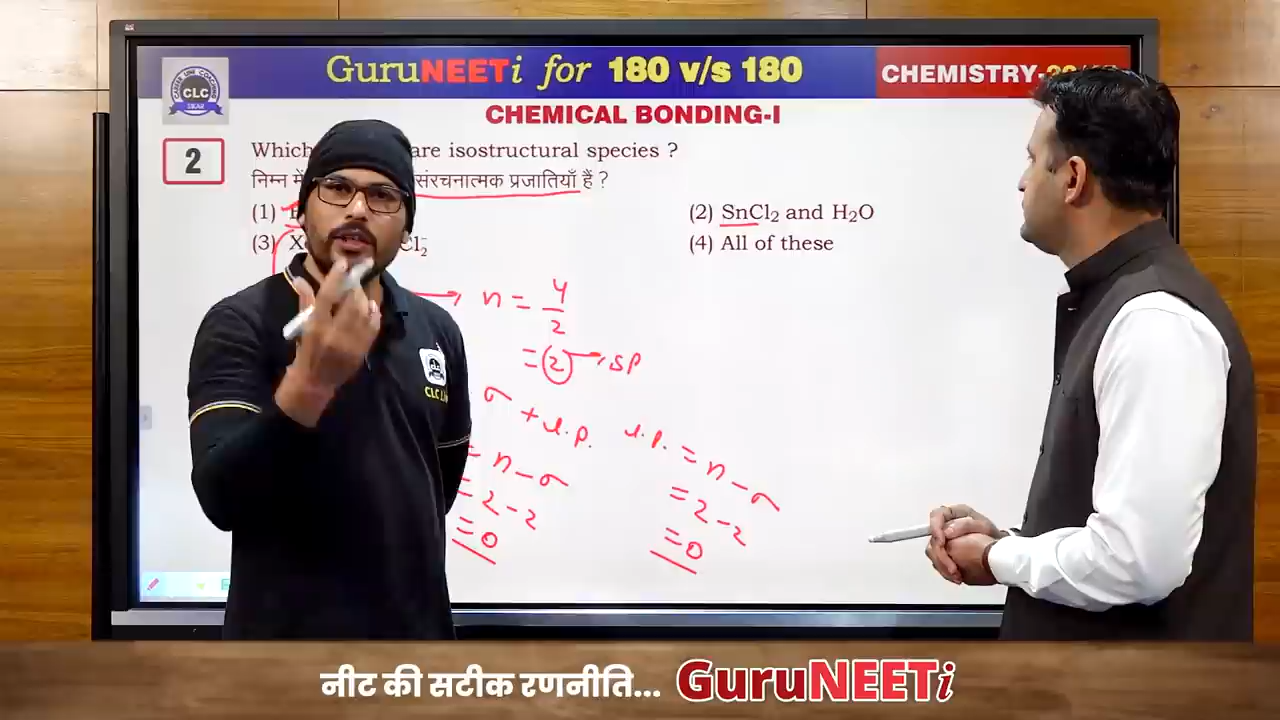 GuruNEETi for 180 v/s 180
CHEMISTRY-
CLC
CHEMICAL BONDING-I
2
Which are isostructural species ?
निम्न में संरचनात्मक प्रजातियाँ हैं ?
(1)
(2) SnCl₂ and H₂O
(3) X Cl₂⁻
(4) All of these
n = 4/2
= 2 → sp
σ + l.p.
= n - σ
= 2 - 2
= 0
l.p. = n - σ
= 2 - 2
= 0
CLC
नीट की सटीक रणनीति... GuruNEETi